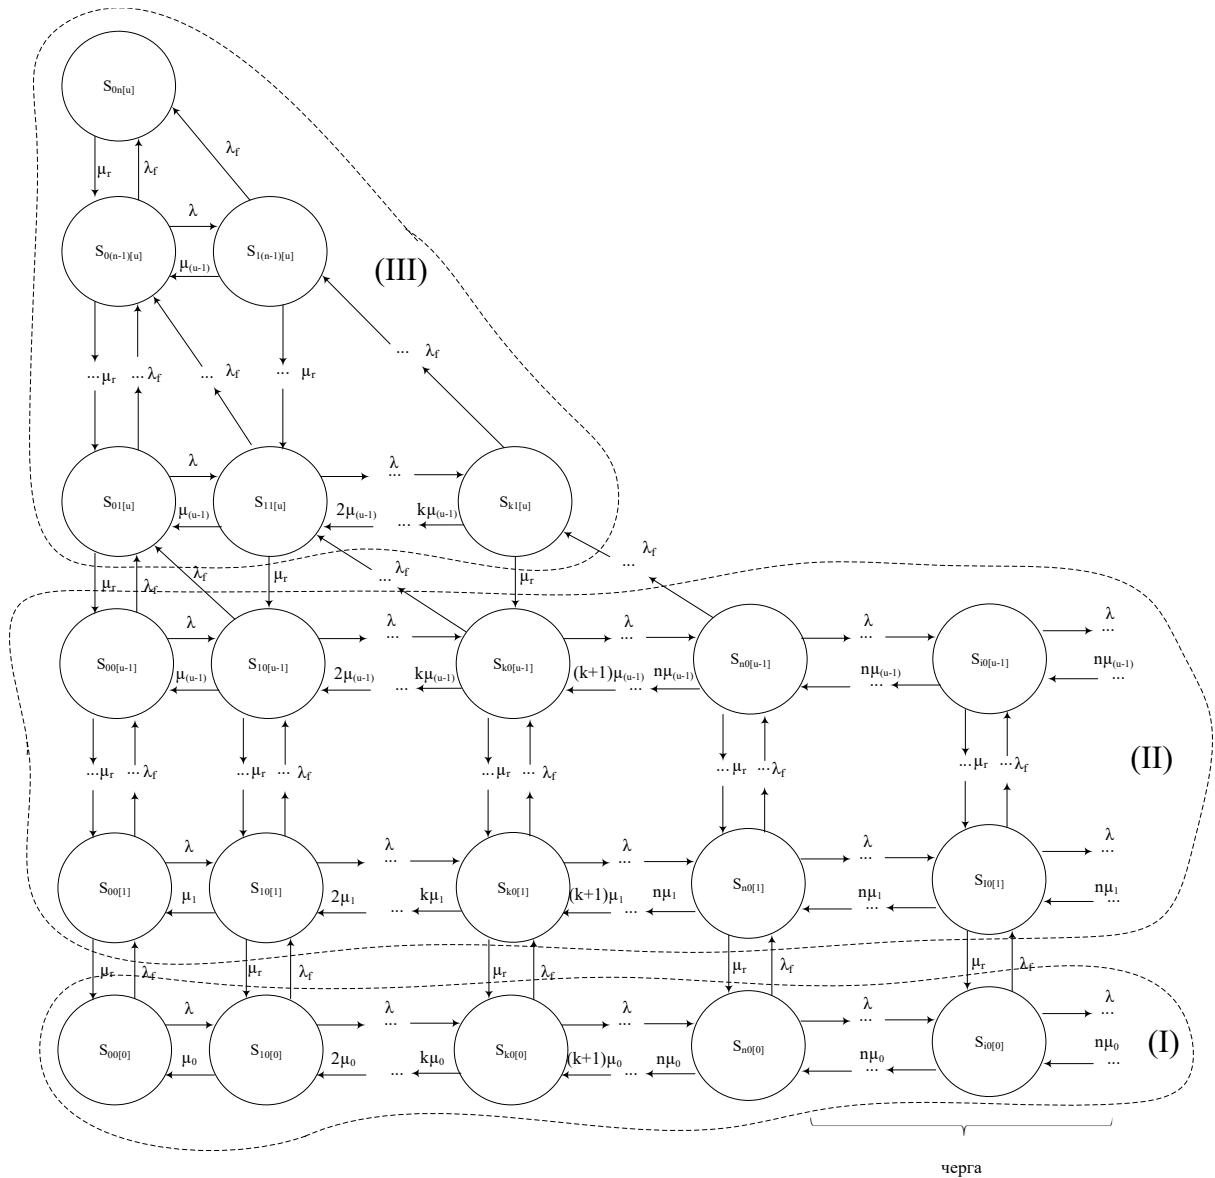 S₀ₙ[u]
λf
μr λf
λ
S₀₍ₙ₋₁₎[u] S₁₍ₙ₋₁₎[u] (III)
μ(u-1)
... λf
... μr ... λf ... λf ... μr
λ λ
...
S01[u] S11[u] Sk1[u]
μ(u-1) 2μ(u-1) ... kμ(u-1)
... λf
μr λf λf μr ... λf μr
λ λ λ λ λ
... ... ... ...
S00[u-1] S10[u-1] Sk0[u-1] Sn0[u-1] Si0[u-1]
μ(u-1) 2μ(u-1) ... kμ(u-1) (k+1)μ(u-1) ... nμ(u-1) nμ(u-1) ... nμ(u-1) ...
... μr ... λf ... μr ... λf ... μr ... λf ... μr ... λf ... μr ... λf (II)
λ λ λ λ λ
... ... ... ...
S00[1] S10[1] Sk0[1] Sn0[1] SI0[1]
μ1 2μ1 ... kμ1 (k+1)μ1 ... nμ1 nμ1 ... nμ1 ...
μr λf μr λf μr λf μr λf μr λf
λ λ λ λ λ
... ... ... ...
S00[0] S10[0] Sk0[0] Sn0[0] Si0[0] (I)
μ0 2μ0 ... kμ0 (k+1)μ0 ... nμ0 nμ0 ... nμ0 ...
черга